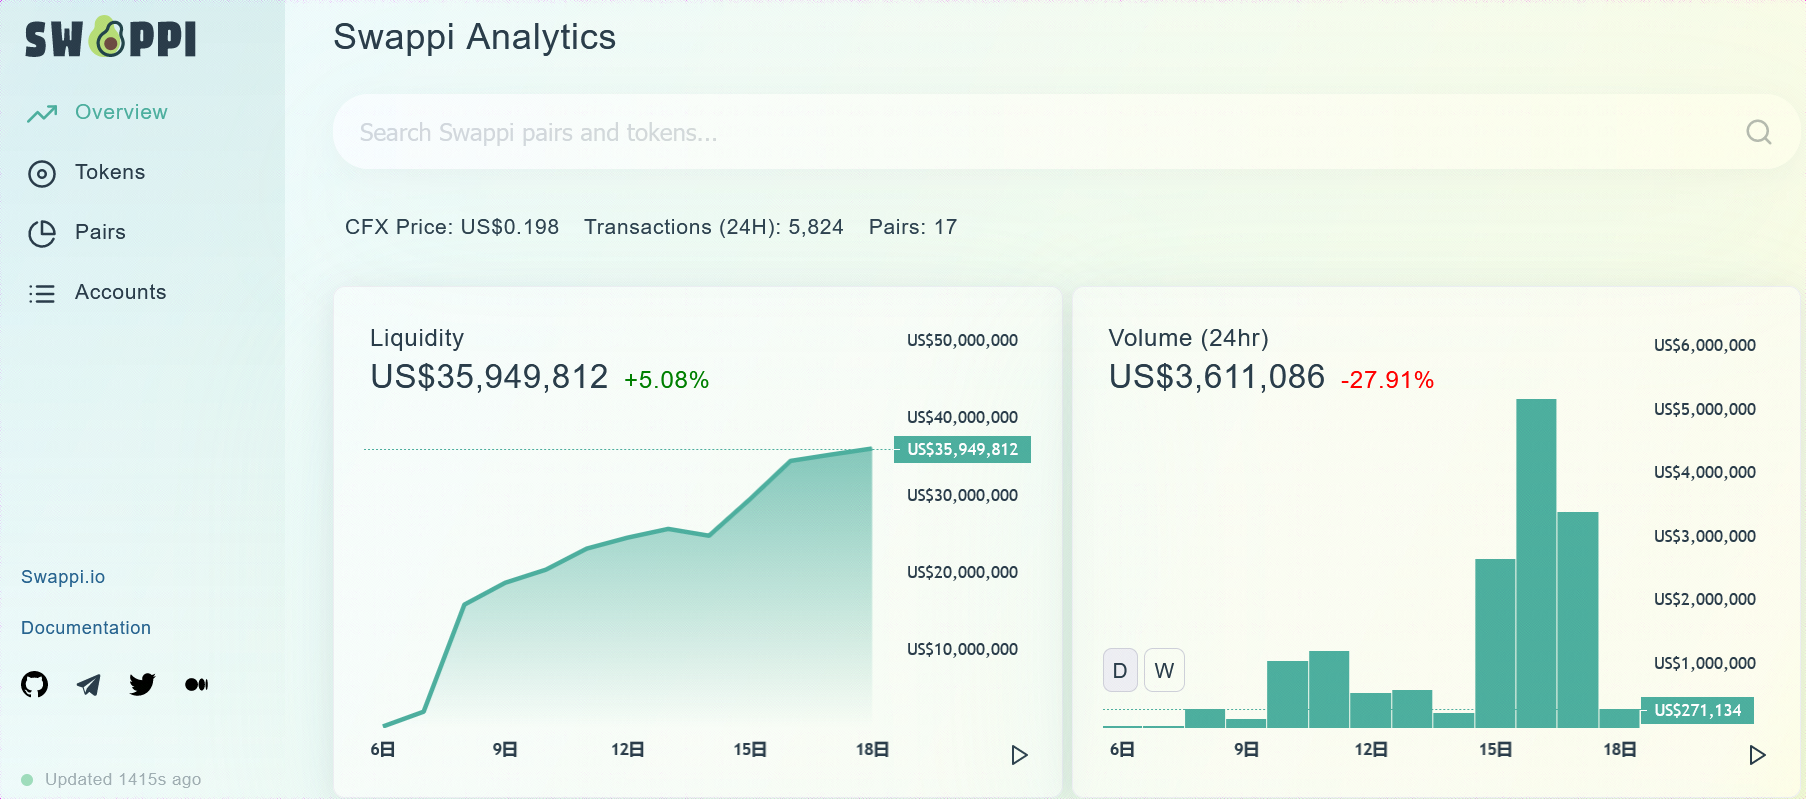 SWAPPI
Overview
Tokens
Pairs
Accounts
Swappi.io
Documentation
Updated 1415s ago
Swappi Analytics
Search Swappi pairs and tokens...
CFX Price: US$0.198 Transactions (24H): 5,824 Pairs: 17
Liquidity
US$35,949,812 +5.08%
US$50,000,000
US$40,000,000
US$35,949,812
US$30,000,000
US$20,000,000
US$10,000,000
6日 9日 12日 15日 18日
Volume (24hr)
US$3,611,086 -27.91%
US$6,000,000
US$5,000,000
US$4,000,000
US$3,000,000
US$2,000,000
US$1,000,000
D W
US$271,134
6日 9日 12日 15日 18日